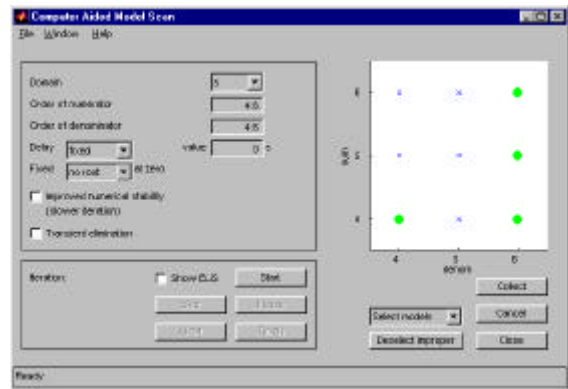 Computer Aided Model Scan
File Window Help
Domain s
Order of numerator 4:6
Order of denominator 4:6
Delay fixed value 0 s
Fixed no root at zero
Improved numerical stability
(slower iteration)
Transient elimination
Iteration: Show ELiS Start
num
6
5
4
4 5 6
denom
Collect
Select models Cancel
Deselect improper Close
Ready